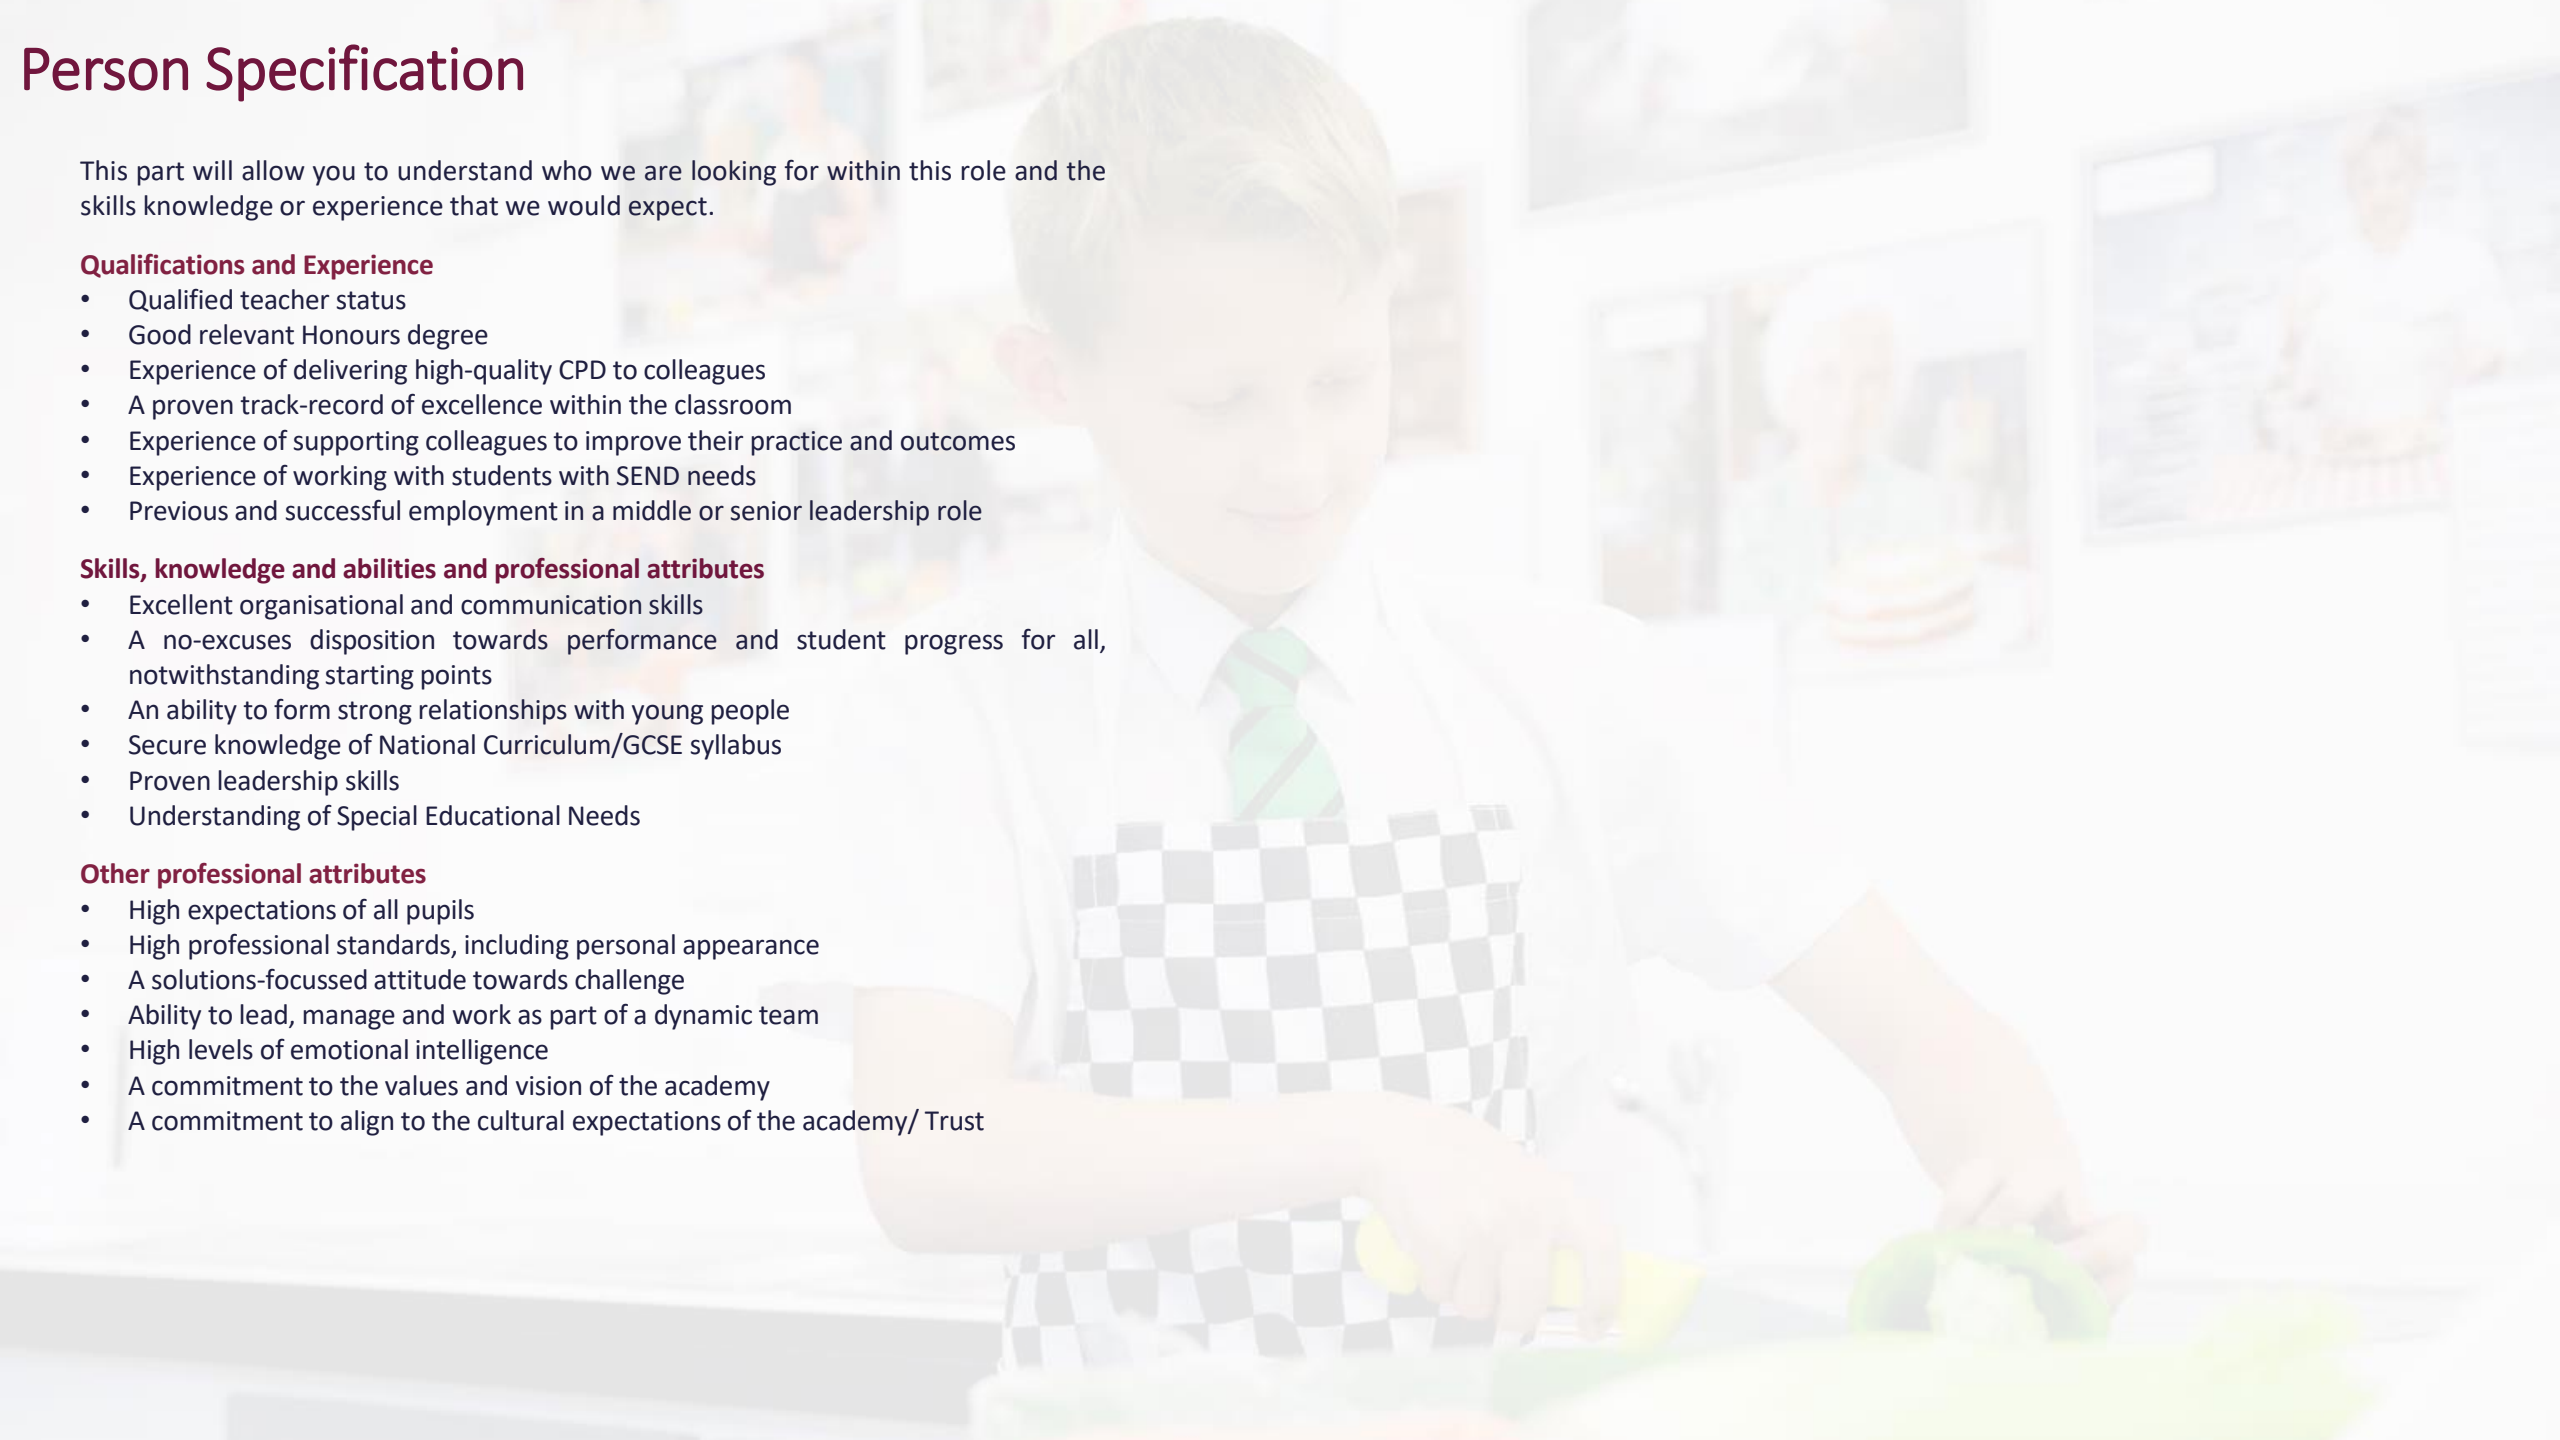 Person Specification
This part will allow you to understand who we are looking for within this role and the
skills knowledge or experience that we would expect.
Qualifications and Experience
• Qualified teacher status
• Good relevant Honours degree
• Experience of delivering high-quality CPD to colleagues
• A proven track-record of excellence within the classroom
• Experience of supporting colleagues to improve their practice and outcomes
• Experience of working with students with SEND needs
• Previous and successful employment in a middle or senior leadership role
Skills, knowledge and abilities and professional attributes
• Excellent organisational and communication skills
• A no-excuses disposition towards performance and student progress for all,
notwithstanding starting points
• An ability to form strong relationships with young people
• Secure knowledge of National Curriculum/GCSE syllabus
• Proven leadership skills
• Understanding of Special Educational Needs
Other professional attributes
• High expectations of all pupils
• High professional standards, including personal appearance
• A solutions-focussed attitude towards challenge
• Ability to lead, manage and work as part of a dynamic team
• High levels of emotional intelligence
• A commitment to the values and vision of the academy
• A commitment to align to the cultural expectations of the academy/ Trust